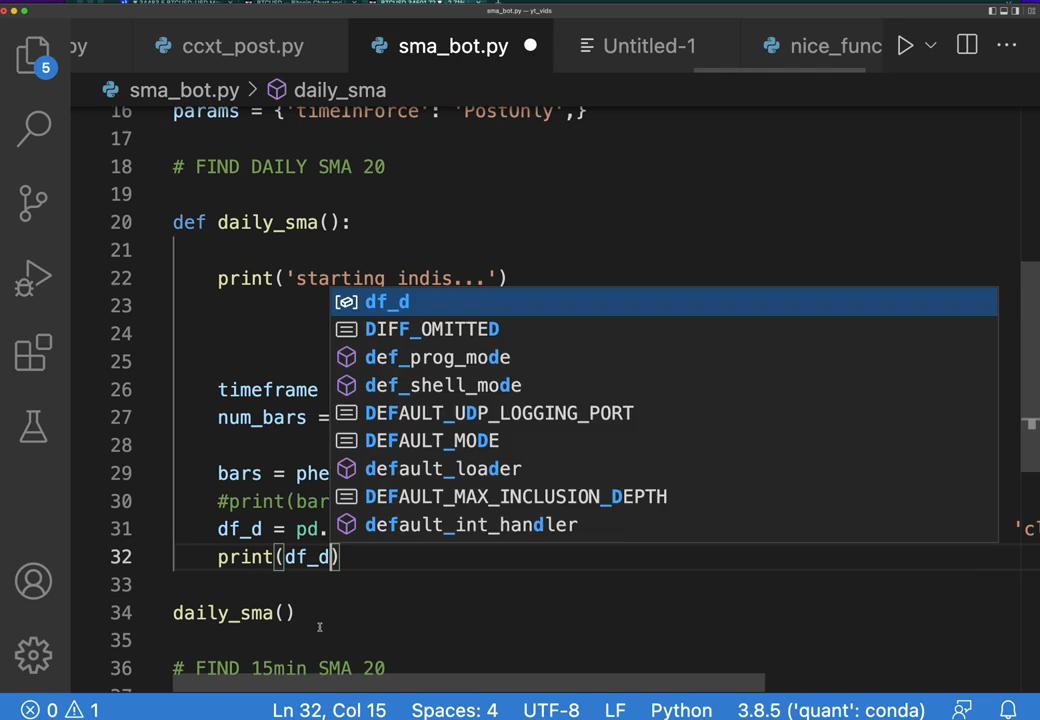 sma_bot.py — yt_vids
py ccxt_post.py sma_bot.py Untitled-1 nice_func
5
sma_bot.py > daily_sma
16 params = {'timeInForce': 'PostOnly',}
17
18 # FIND DAILY SMA 20
19
20 def daily_sma():
21
22 print('starting indis...')
23 df_d
24 DIFF_OMITTED
25 def_prog_mode
def_shell_mode
26 timeframe
27 num_bars = DEFAULT_UDP_LOGGING_PORT
28 DEFAULT_MODE
29 bars = phe default_loader
30 #print(bar DEFAULT_MAX_INCLUSION_DEPTH
31 df_d = pd. default_int_handler 'cl
32 print(df_d)
33
34 daily_sma()
35
36 # FIND 15min SMA 20
0 1 Ln 32, Col 15 Spaces: 4 UTF-8 LF Python 3.8.5 ('quant': conda)